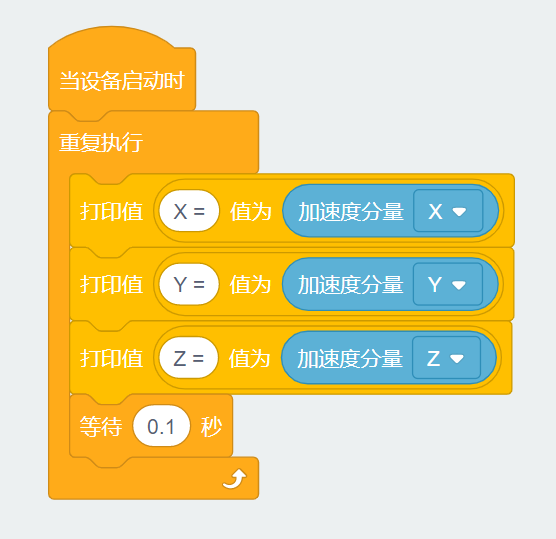 当设备启动时
重复执行
打印值 X = 值为 加速度分量 X
打印值 Y = 值为 加速度分量 Y
打印值 Z = 值为 加速度分量 Z
等待 0.1 秒